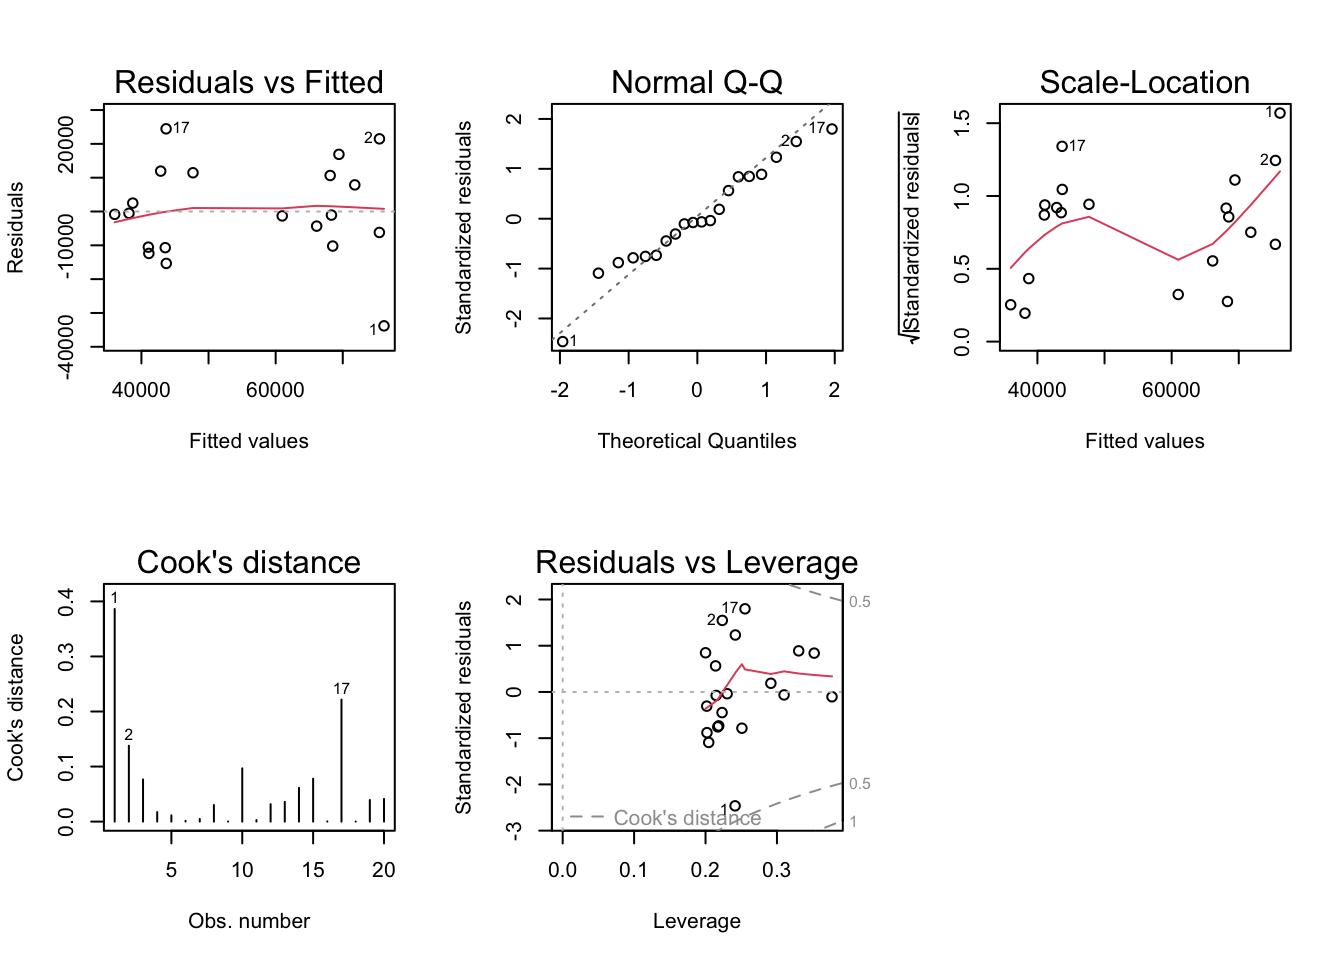 Residuals vs Fitted
Residuals
20000
-10000
-40000
17
2
1
40000 60000
Fitted values
Normal Q-Q
Standardized residuals
2
1
0
-1
-2
17
2
1
-2 -1 0 1 2
Theoretical Quantiles
Scale-Location
√|Standardized residuals|
1.5
1.0
0.5
0.0
1
17
2
40000 60000
Fitted values
Cook's distance
Cook's distance
0.4
0.3
0.2
0.1
0.0
1
2
17
5 10 15 20
Obs. number
Residuals vs Leverage
Standardized residuals
2
1
0
-1
-2
-3
17
2
1
0.5
0.5
1
Cook's distance
0.0 0.1 0.2 0.3
Leverage